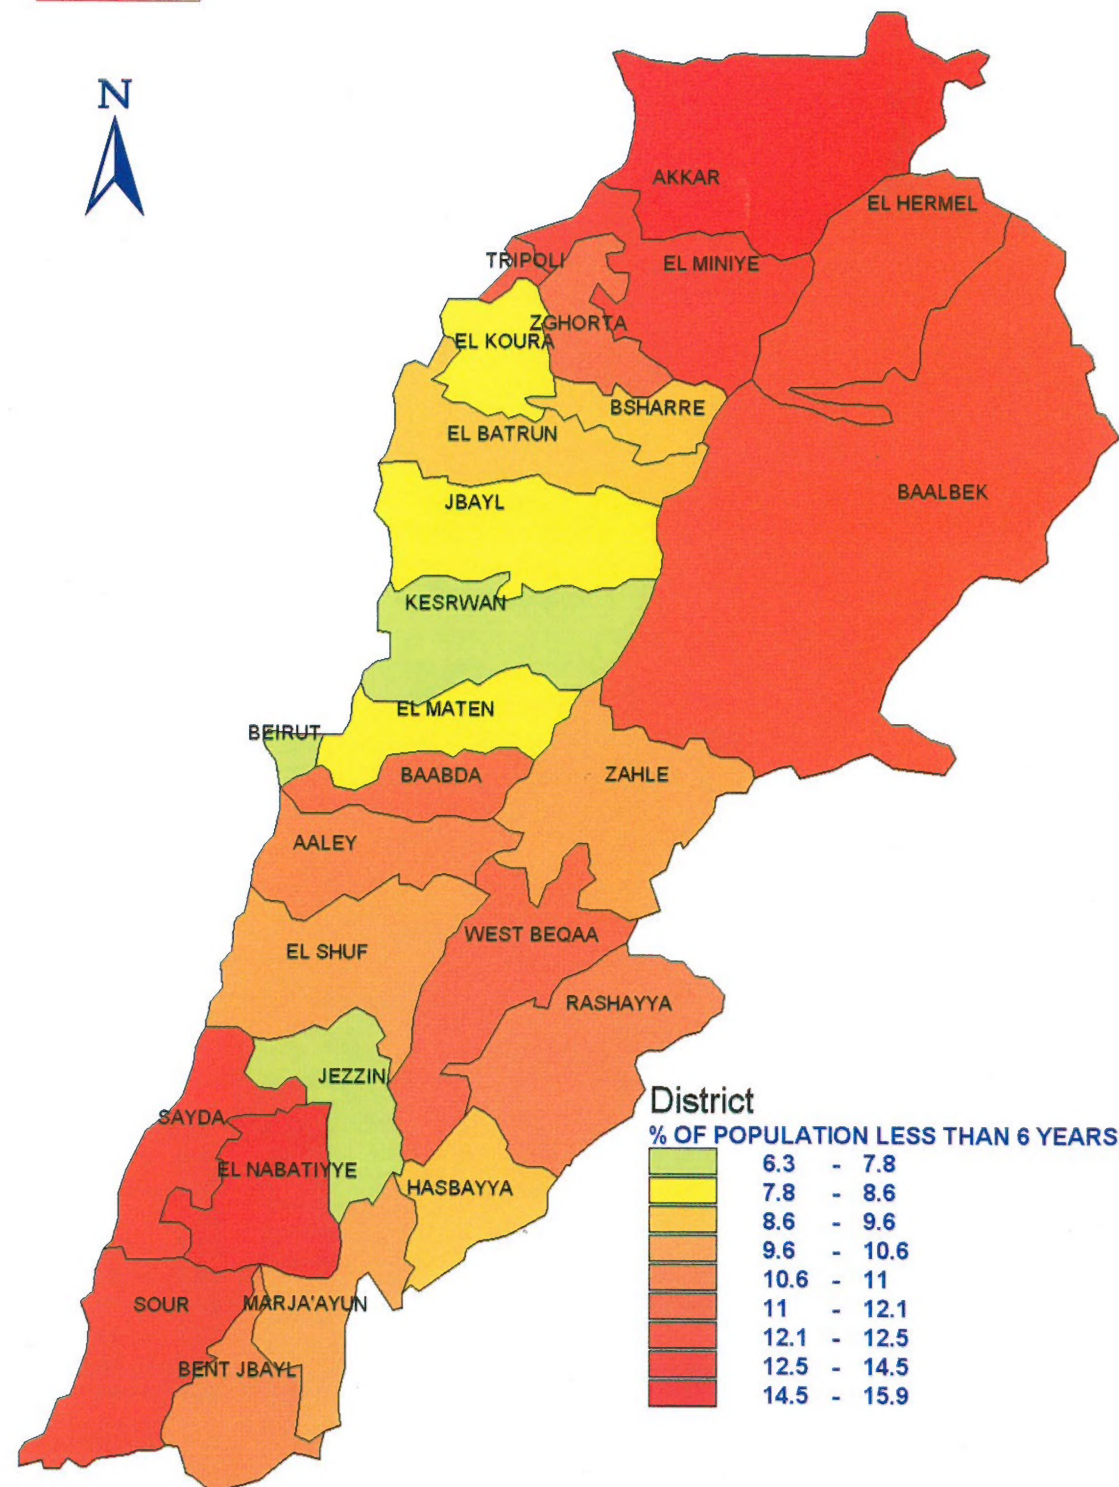 N
AKKAR
EL HERMEL
TRIPOLI
EL MINIYE
ZGHORTA
EL KOURA
BSHARRE
EL BATRUN
BAALBEK
JBAYL
KESRWAN
EL MATEN
BEIRUT
BAABDA
ZAHLE
AALEY
WEST BEQAA
EL SHUF
RASHAYYA
JEZZIN
SAYDA
EL NABATIYYE
HASBAYYA
SOUR
MARJA'AYUN
BENT JBAYL
District
% OF POPULATION LESS THAN 6 YEARS
6.3 - 7.8
7.8 - 8.6
8.6 - 9.6
9.6 - 10.6
10.6 - 11
11 - 12.1
12.1 - 12.5
12.5 - 14.5
14.5 - 15.9